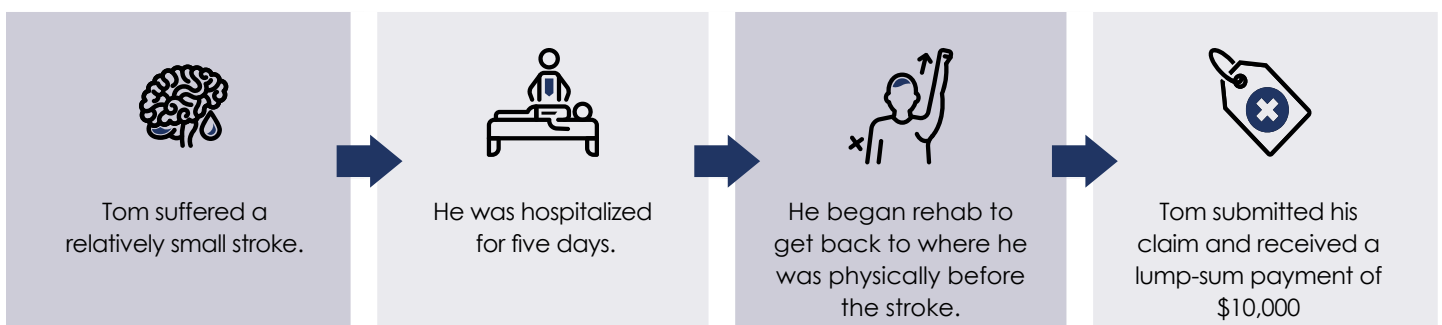 Tom suffered a
relatively small stroke.
He was hospitalized
for five days.
He began rehab to
get back to where he
was physically before
the stroke.
Tom submitted his
claim and received a
lump-sum payment of
$10,000